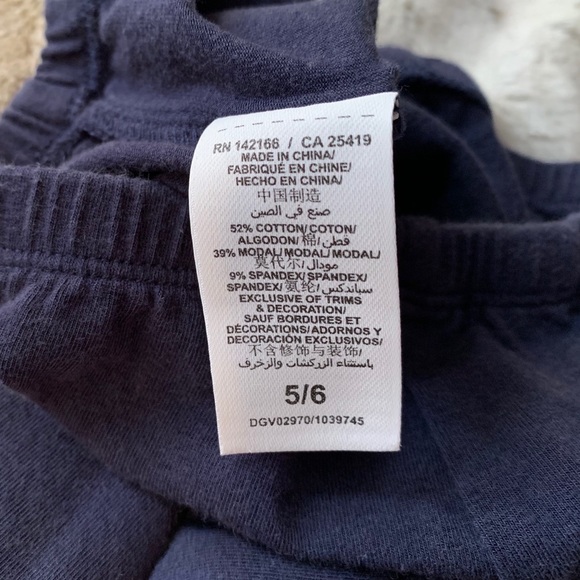 RN 142166 / CA 25419
MADE IN CHINA/
FABRIQUÉ EN CHINE/
HECHO EN CHINA/
中国制造
صنع في الصين
52% COTTON/COTON/
ALGODON/棉/قطن/
39% MODAL/MODAL/MODAL/
莫代尔/مودال/
9% SPANDEX/SPANDEX/
SPANDEX/氨纶/سباندكس/
EXCLUSIVE OF TRIMS
& DECORATION/
SAUF BORDURES ET
DÉCORATIONS/ADORNOS Y
DECORACIÓN EXCLUSIVOS/
不含修饰与装饰/
باستثناء الزركشات والزخرف
5/6
DGV02970/1039745